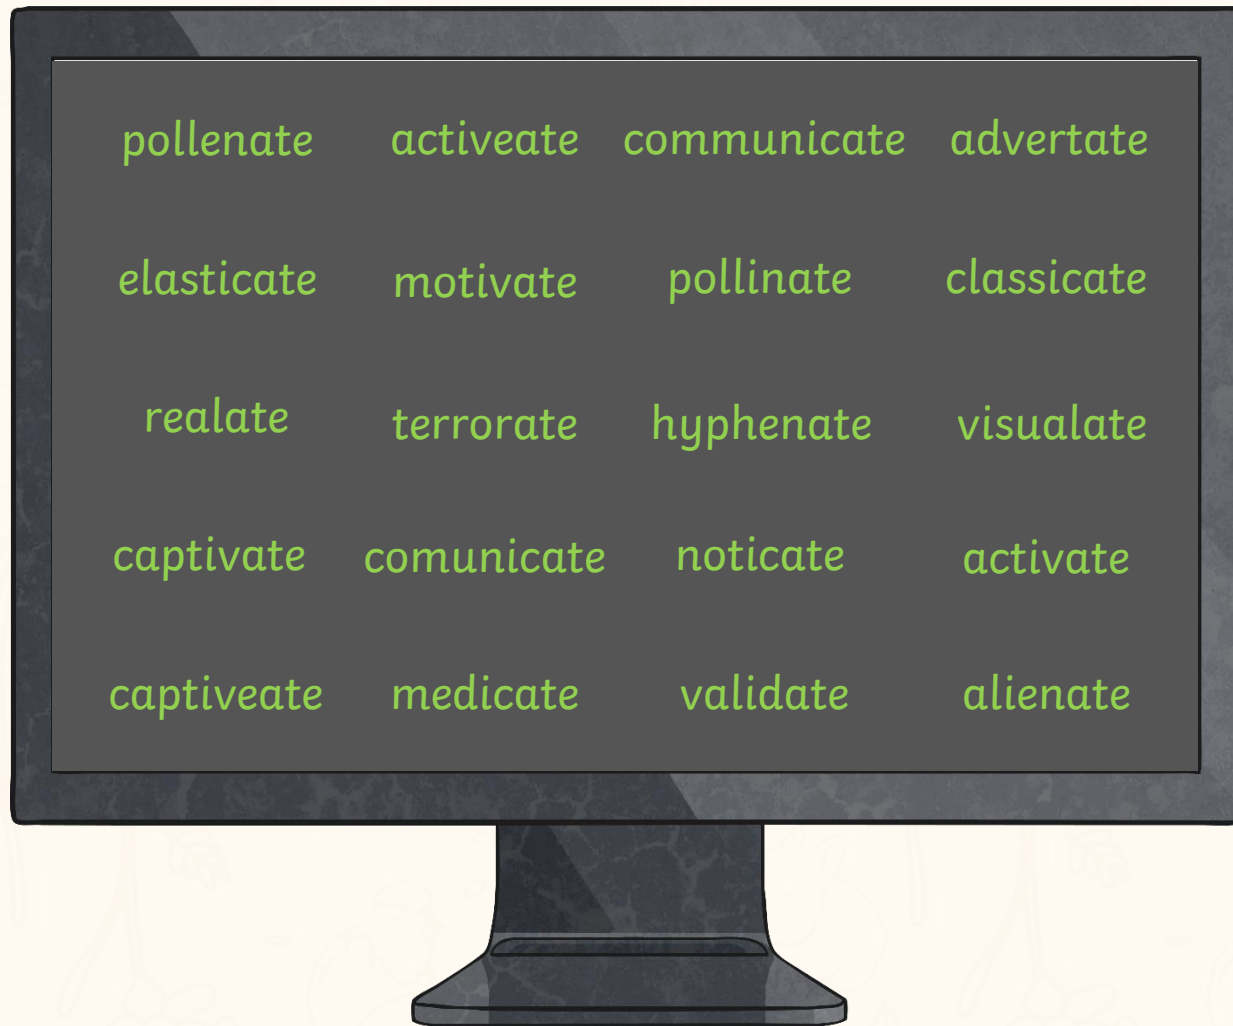 pollenate activeate communicate advertate
elasticate motivate pollinate classicate
realate terrorate hyphenate visualate
captivate comunicate noticate activate
captiveate medicate validate alienate